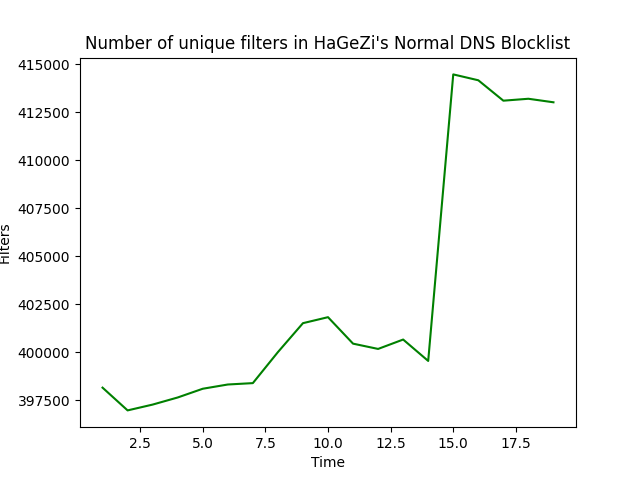 Number of unique filters in HaGeZi's Normal DNS Blocklist
415000
412500
410000
407500
405000
402500
400000
397500
Filters
2.5 5.0 7.5 10.0 12.5 15.0 17.5
Time